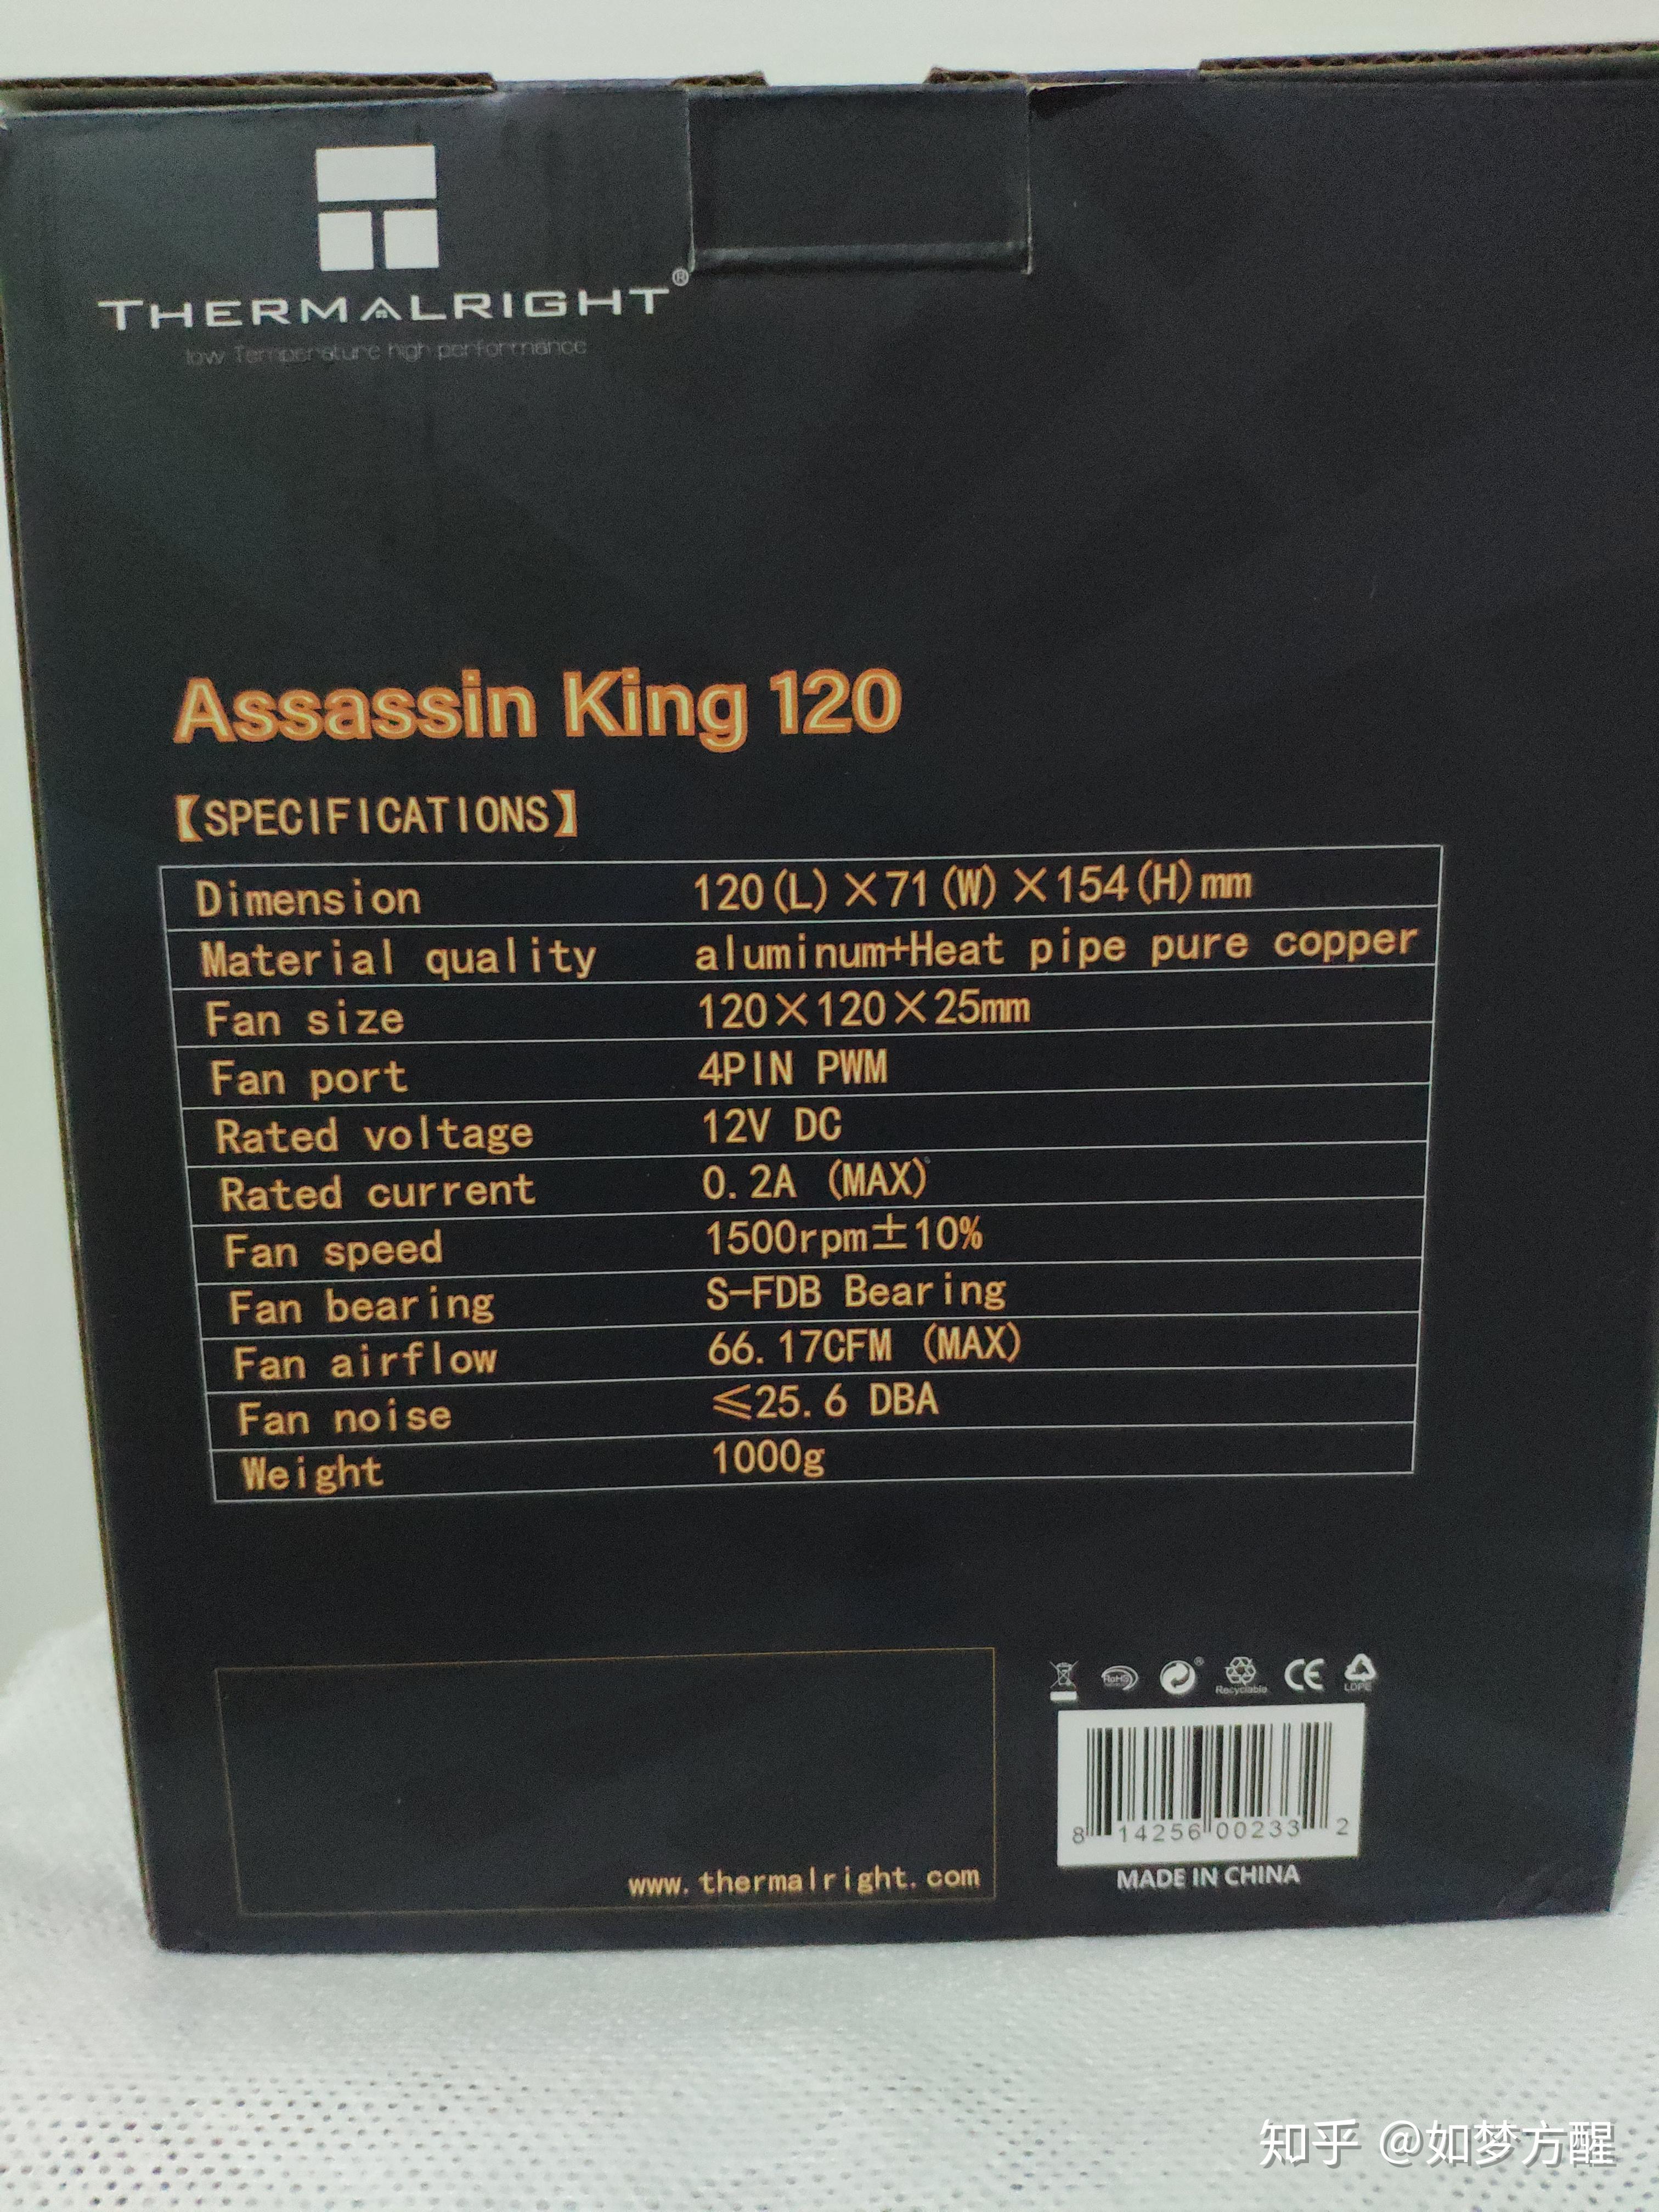 THERMALRIGHT®
low Temperature high performance
Assassin King 120
【SPECIFICATIONS】
Dimension 120(L)×71(W)×154(H)mm
Material quality aluminum+Heat pipe pure copper
Fan size 120×120×25mm
Fan port 4PIN PWM
Rated voltage 12V DC
Rated current 0.2A (MAX)
Fan speed 1500rpm±10%
Fan bearing S-FDB Bearing
Fan airflow 66.17CFM (MAX)
Fan noise ≤25.6 DBA
Weight 1000g
RoHS ® Recyclable CE LDPE
8 14256 00233 2
www.thermalright.com
MADE IN CHINA
知乎 @如梦方醒